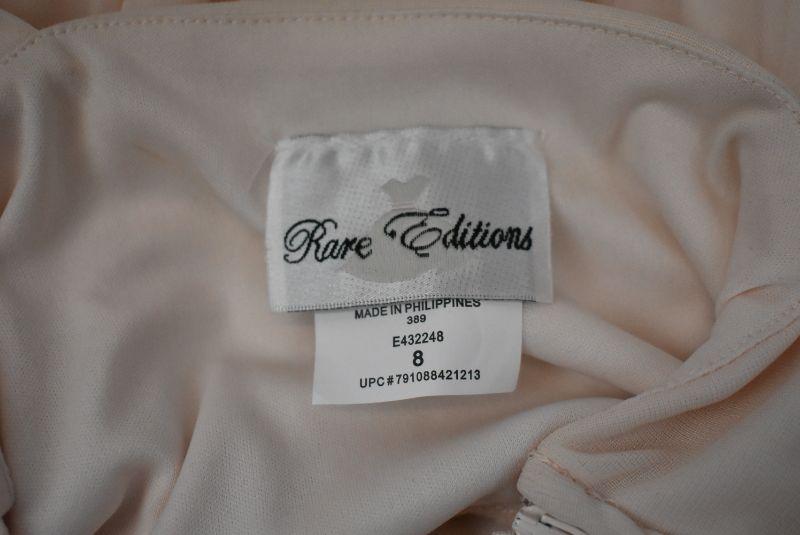 Rare Editions
MADE IN PHILIPPINES
389
E432248
8
UPC#791088421213